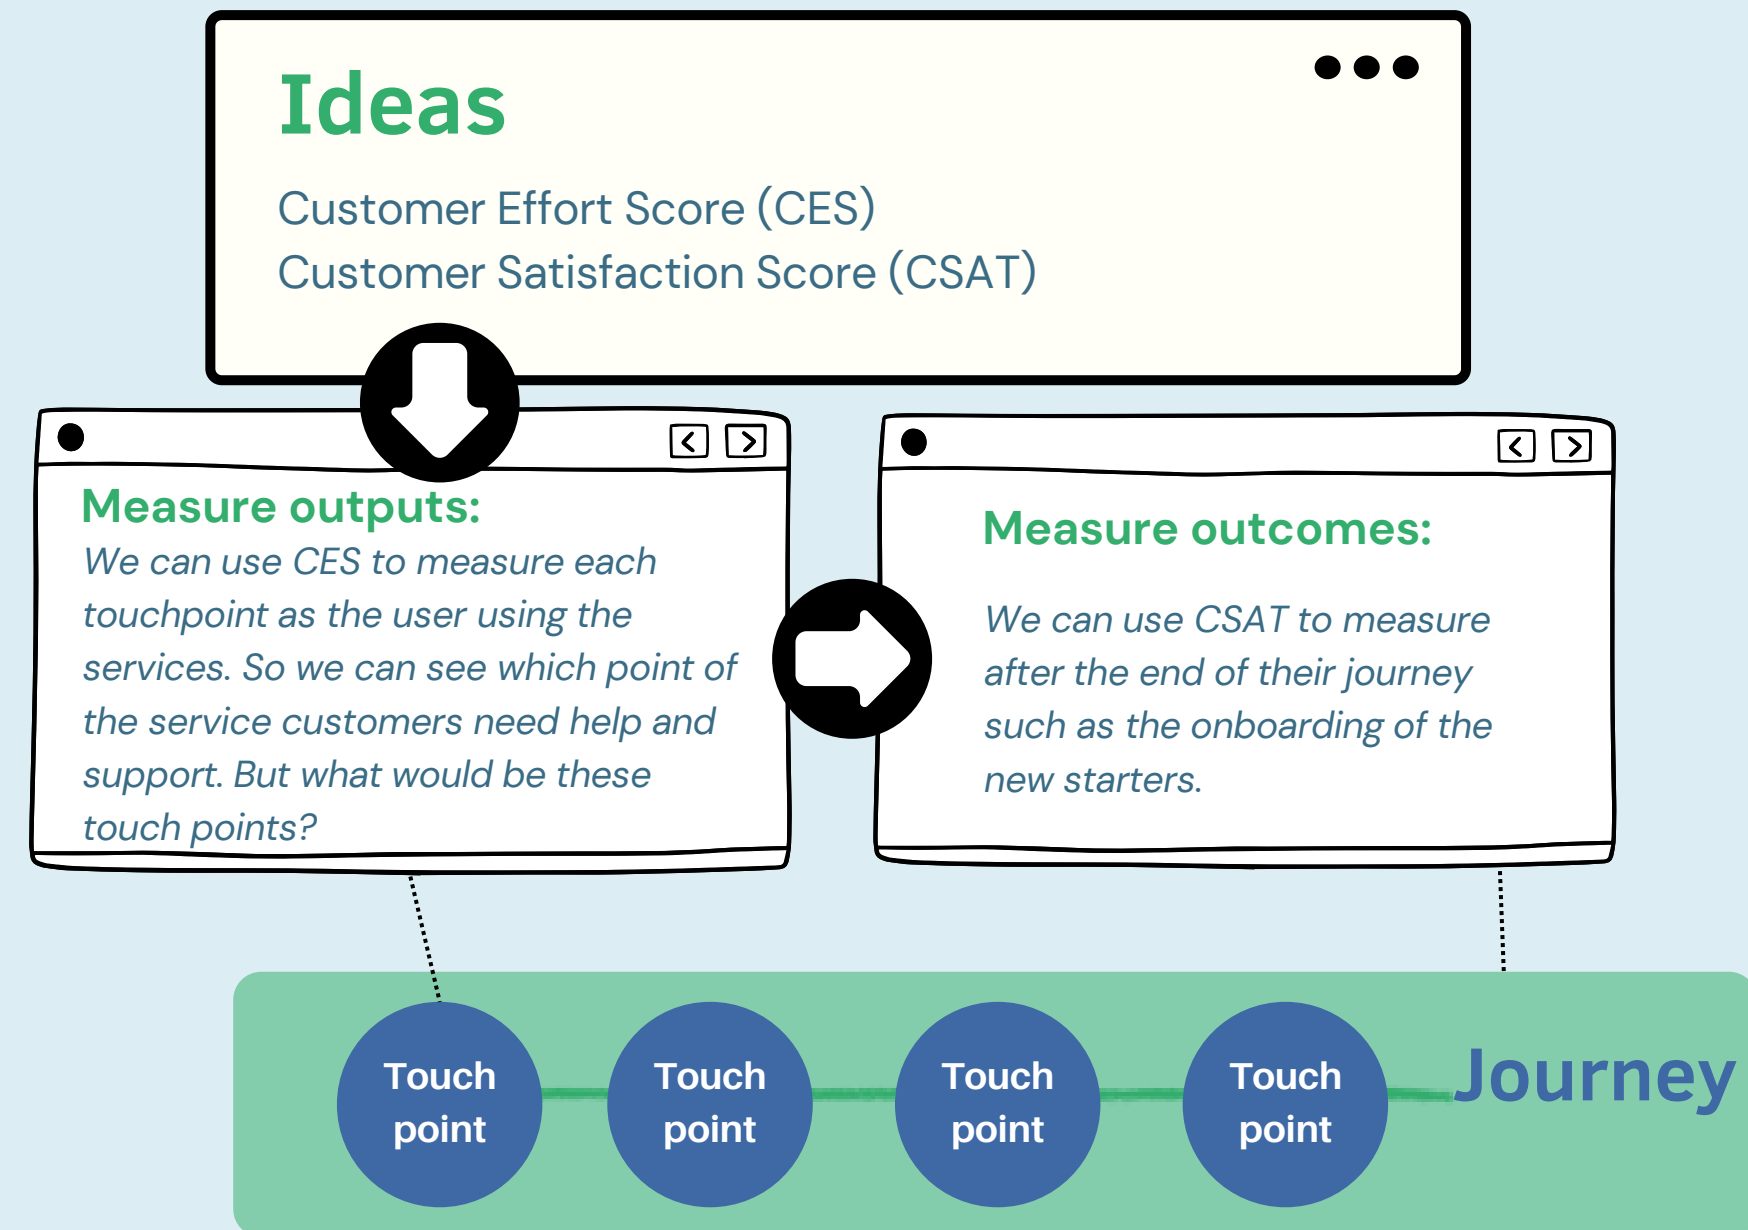 Ideas
Customer Effort Score (CES)
Customer Satisfaction Score (CSAT)
Measure outputs:
We can use CES to measure each
touchpoint as the user using the
services. So we can see which point of
the service customers need help and
support. But what would be these
touch points?
Measure outcomes:
We can use CSAT to measure
after the end of their journey
such as the onboarding of the
new starters.
Touch
point
Touch
point
Touch
point
Touch
point
Journey